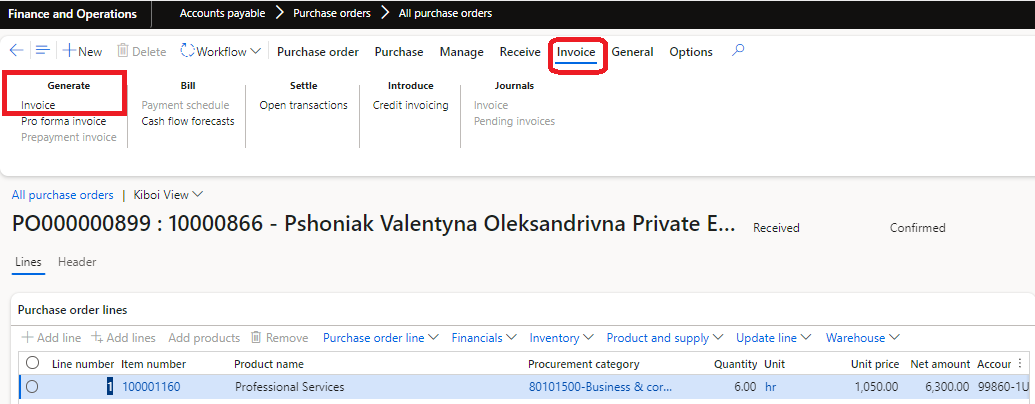 Finance and Operations Accounts payable > Purchase orders > All purchase orders
New Delete Workflow Purchase order Purchase Manage Receive Invoice General Options
Generate Bill Settle Introduce Journals
Invoice Payment schedule Open transactions Credit invoicing Invoice
Pro forma invoice Cash flow forecasts Pending invoices
Prepayment invoice
All purchase orders | Kiboi View
PO000000899 : 10000866 - Pshoniak Valentyna Oleksandrivna Private E... Received Confirmed
Lines Header
Purchase order lines
Add line Add lines Add products Remove Purchase order line Financials Inventory Product and supply Update line Warehouse
Line number Item number Product name Procurement category Quantity Unit Unit price Net amount Accour
1 100001160 Professional Services 80101500-Business & cor... 6.00 hr 1,050.00 6,300.00 99860-1U